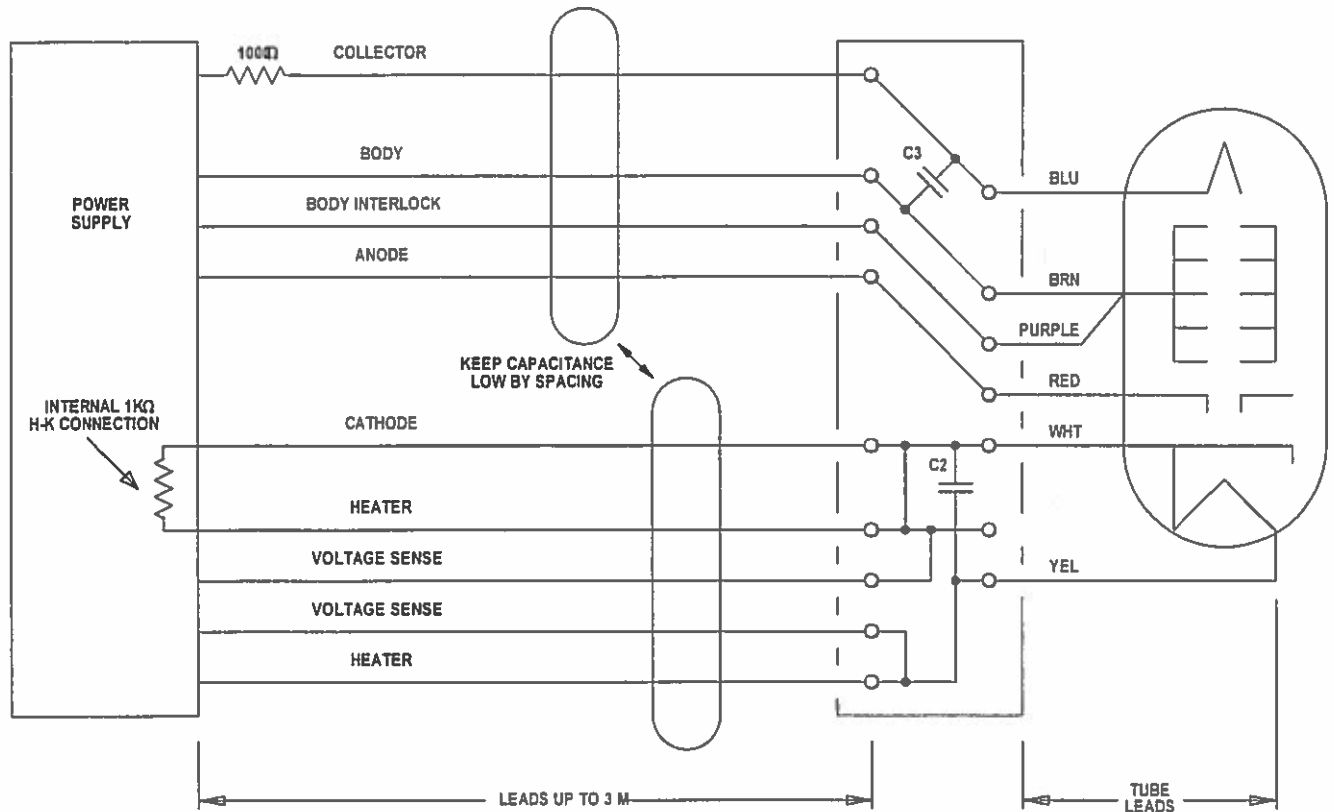 COLLECTOR
BODY
POWER
SUPPLY
BODY INTERLOCK
ANODE
C3
BLU
BRN
PURPLE
RED
KEEP CAPACITANCE
LOW BY SPACING
INTERNAL 1KΩ
H-K CONNECTION
CATHODE
WHT
C2
HEATER
VOLTAGE SENSE
YEL
VOLTAGE SENSE
HEATER
LEADS UP TO 3 M
TUBE
LEADS